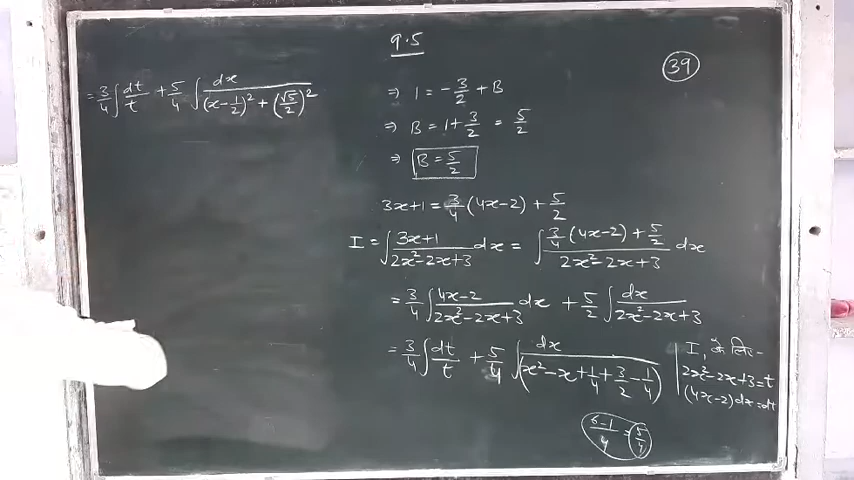 9.5
39
⇒ 1 = -3/2 + B
⇒ B = 1 + 3/2 = 5/2
⇒ B = 5/2
3x+1 = 3/4 (4x-2) + 5/2
I = ∫ (3x+1)/(2x²-2x+3) dx = ∫ (3/4 (4x-2) + 5/2)/(2x²-2x+3) dx
= 3/4 ∫ (4x-2)/(2x²-2x+3) dx + 5/2 ∫ dx/(2x²-2x+3)
= 3/4 ∫ dt/t + 5/4 ∫ dx/(x²-x+1/4+3/2-1/4)
I₁ के लिए-
2x²-2x+3=t
(4x-2)dx=dt
(6-1)/4 = 5/4
= 3/4 ∫ dt/t + 5/4 ∫ dx/((x-1/2)² + (√5/2)²)